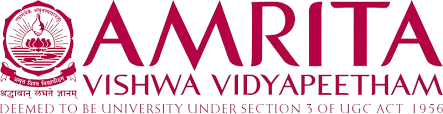 AMRITA
VISHWA VIDYAPEETHAM
श्रद्धावान् लभते ज्ञानम्
DEEMED TO BE UNIVERSITY UNDER SECTION 3 OF UGC ACT 1956